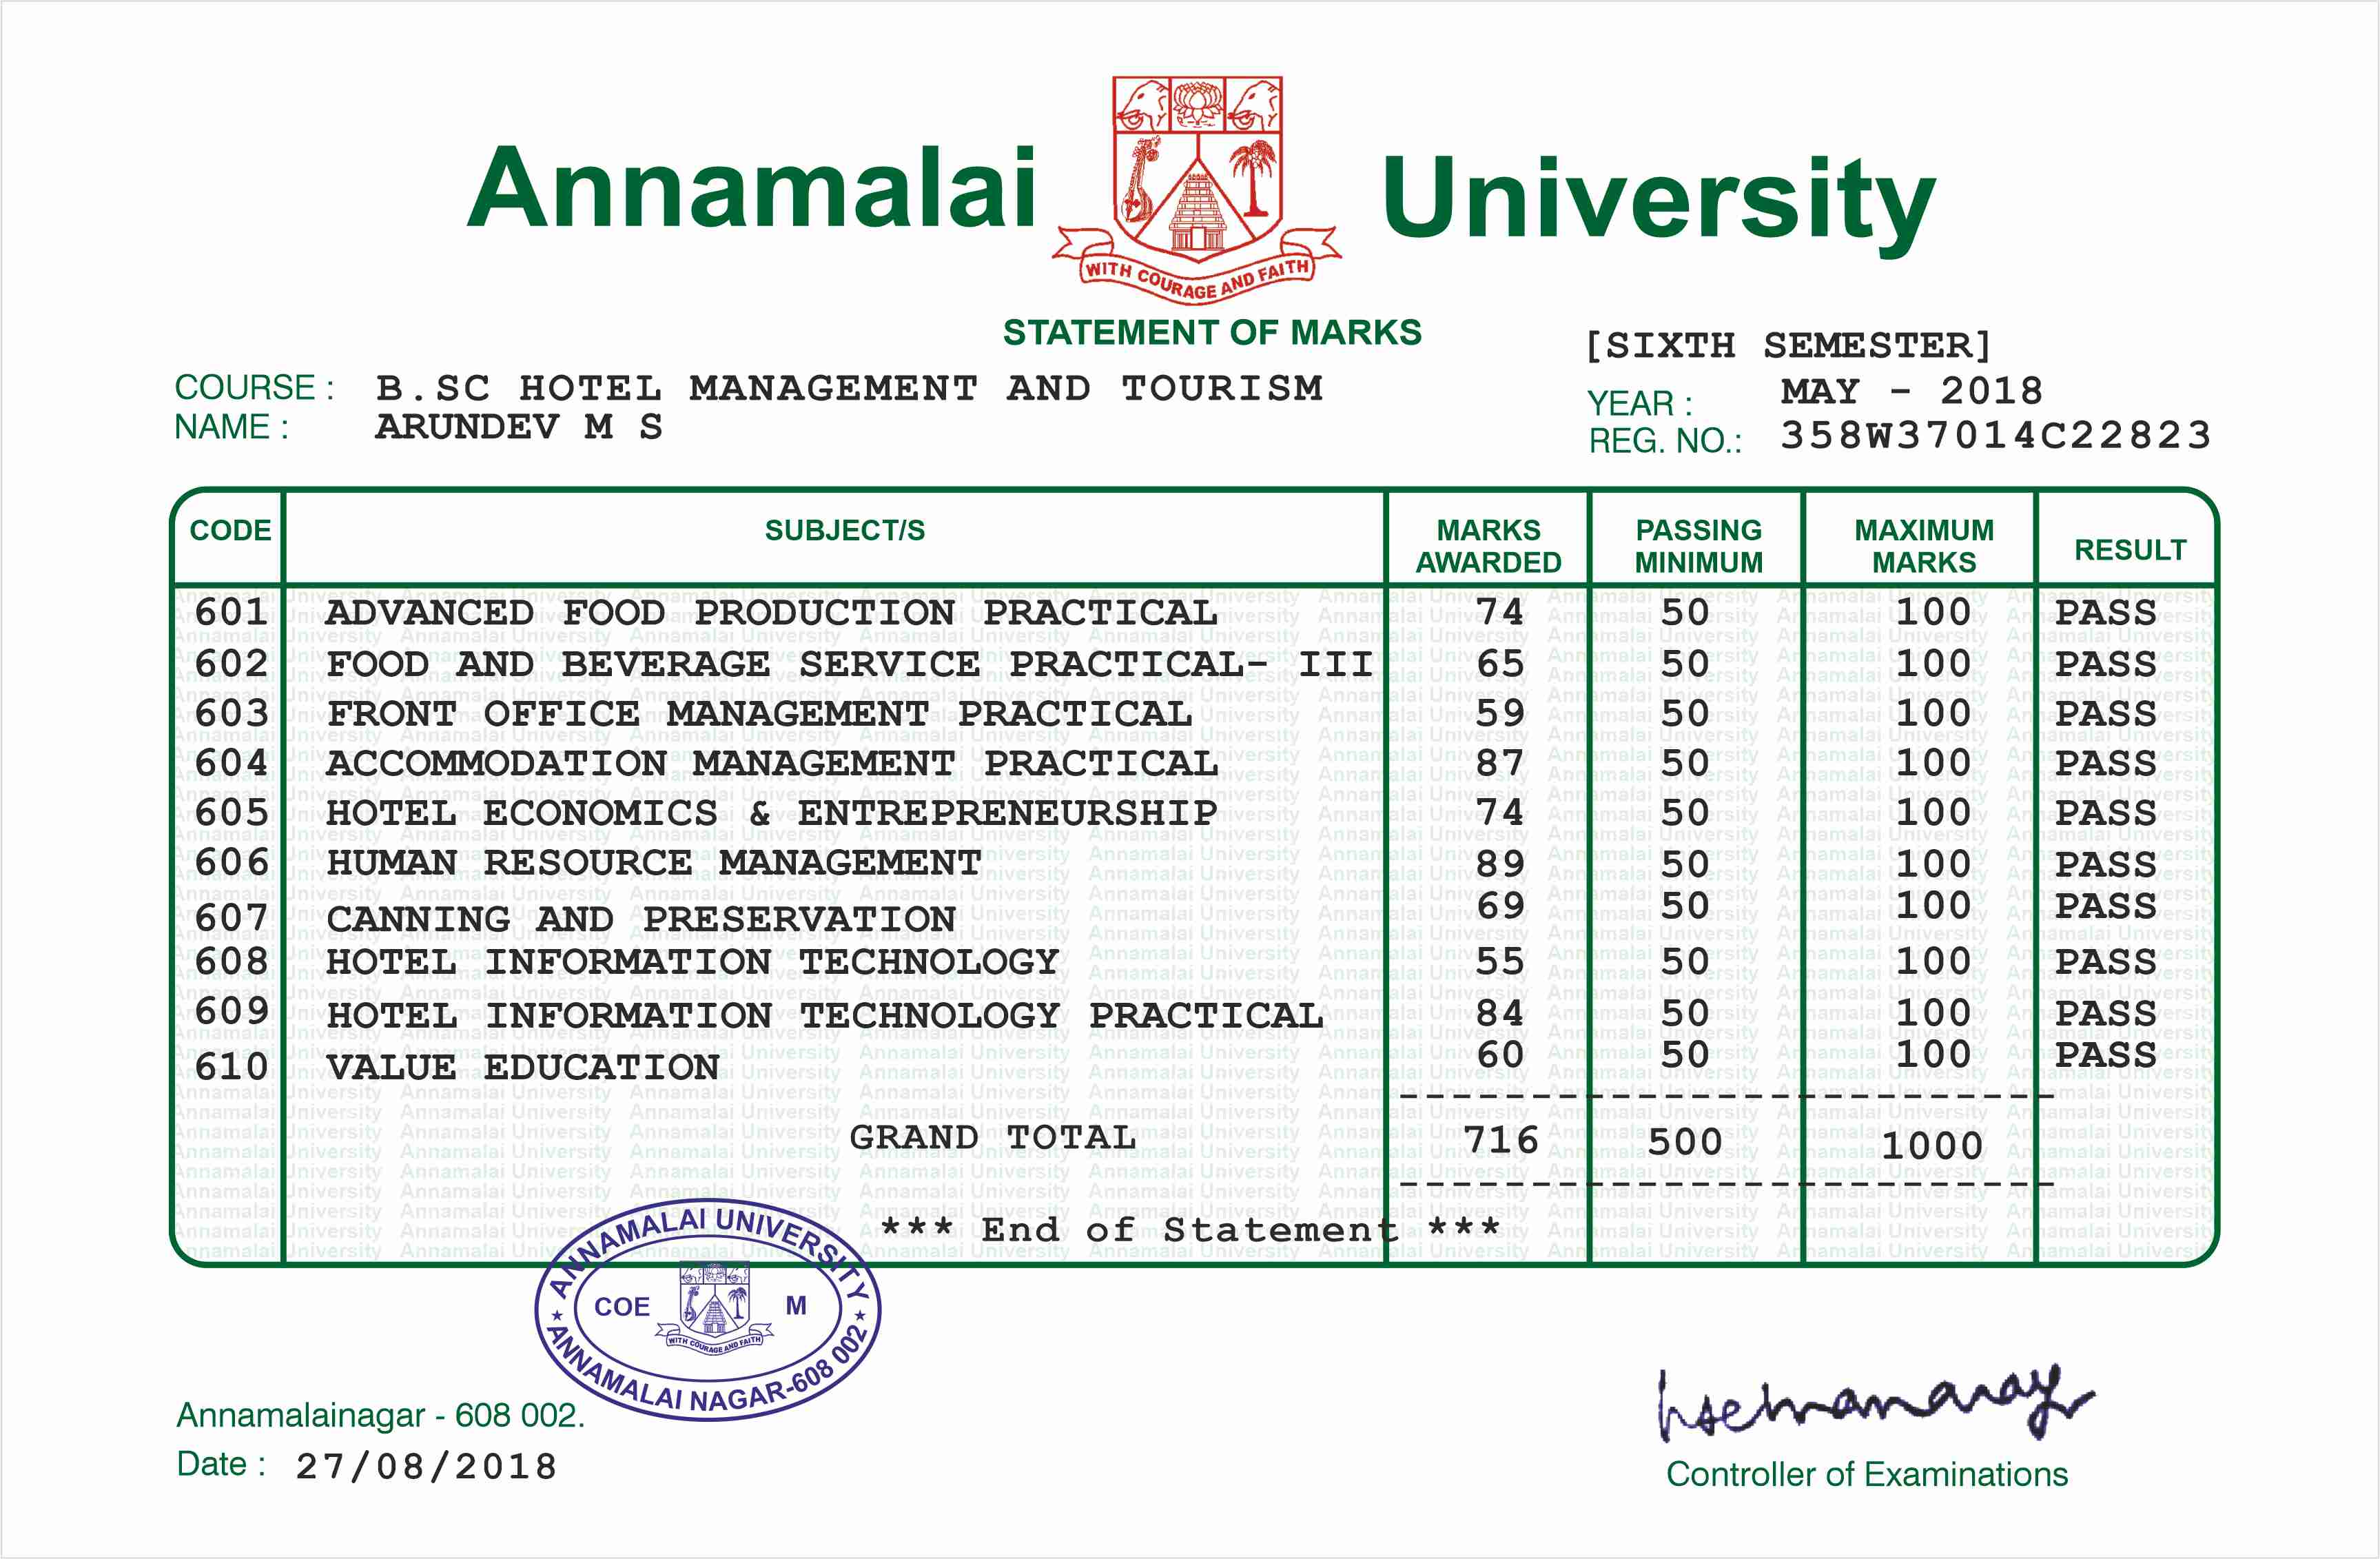 Annamalai University
WITH COURAGE AND FAITH
STATEMENT OF MARKS
[SIXTH SEMESTER]
COURSE : B.SC HOTEL MANAGEMENT AND TOURISM
YEAR : MAY - 2018
NAME : ARUNDEV M S
REG. NO.: 358W37014C22823
CODE SUBJECT/S MARKS AWARDED PASSING MINIMUM MAXIMUM MARKS RESULT
601 ADVANCED FOOD PRODUCTION PRACTICAL 74 50 100 PASS
602 FOOD AND BEVERAGE SERVICE PRACTICAL- III 65 50 100 PASS
603 FRONT OFFICE MANAGEMENT PRACTICAL 59 50 100 PASS
604 ACCOMMODATION MANAGEMENT PRACTICAL 87 50 100 PASS
605 HOTEL ECONOMICS & ENTREPRENEURSHIP 74 50 100 PASS
606 HUMAN RESOURCE MANAGEMENT 89 50 100 PASS
607 CANNING AND PRESERVATION 69 50 100 PASS
608 HOTEL INFORMATION TECHNOLOGY 55 50 100 PASS
609 HOTEL INFORMATION TECHNOLOGY PRACTICAL 84 50 100 PASS
610 VALUE EDUCATION 60 50 100 PASS
GRAND TOTAL 716 500 1000
*** End of Statement ***
ANNAMALAI UNIVERSITY
COE M
WITH COURAGE AND FAITH
ANNAMALAI NAGAR-608 002
Annamalainagar - 608 002.
Date : 27/08/2018
Controller of Examinations